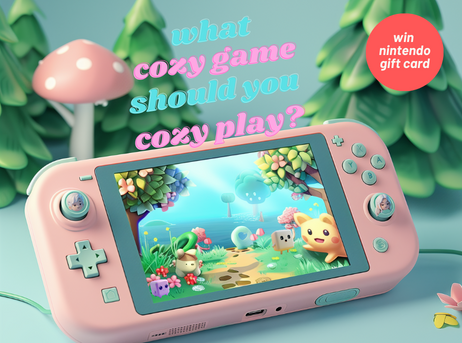 what
cozy game
should you
cozy play?
win
nintendo
gift card